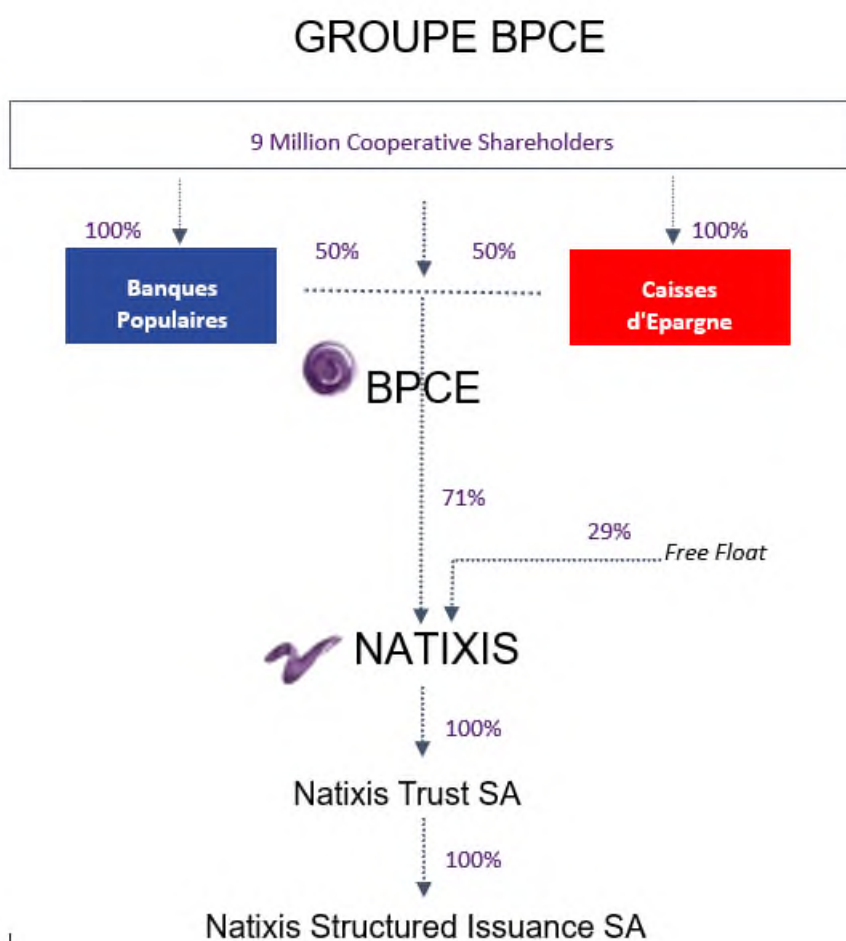 GROUPE BPCE
9 Million Cooperative Shareholders
100%
100%
50%
50%
Banques
Populaires
Caisses
d'Epargne
BPCE
71%
29%
Free Float
NATIXIS
100%
Natixis Trust SA
100%
Natixis Structured Issuance SA